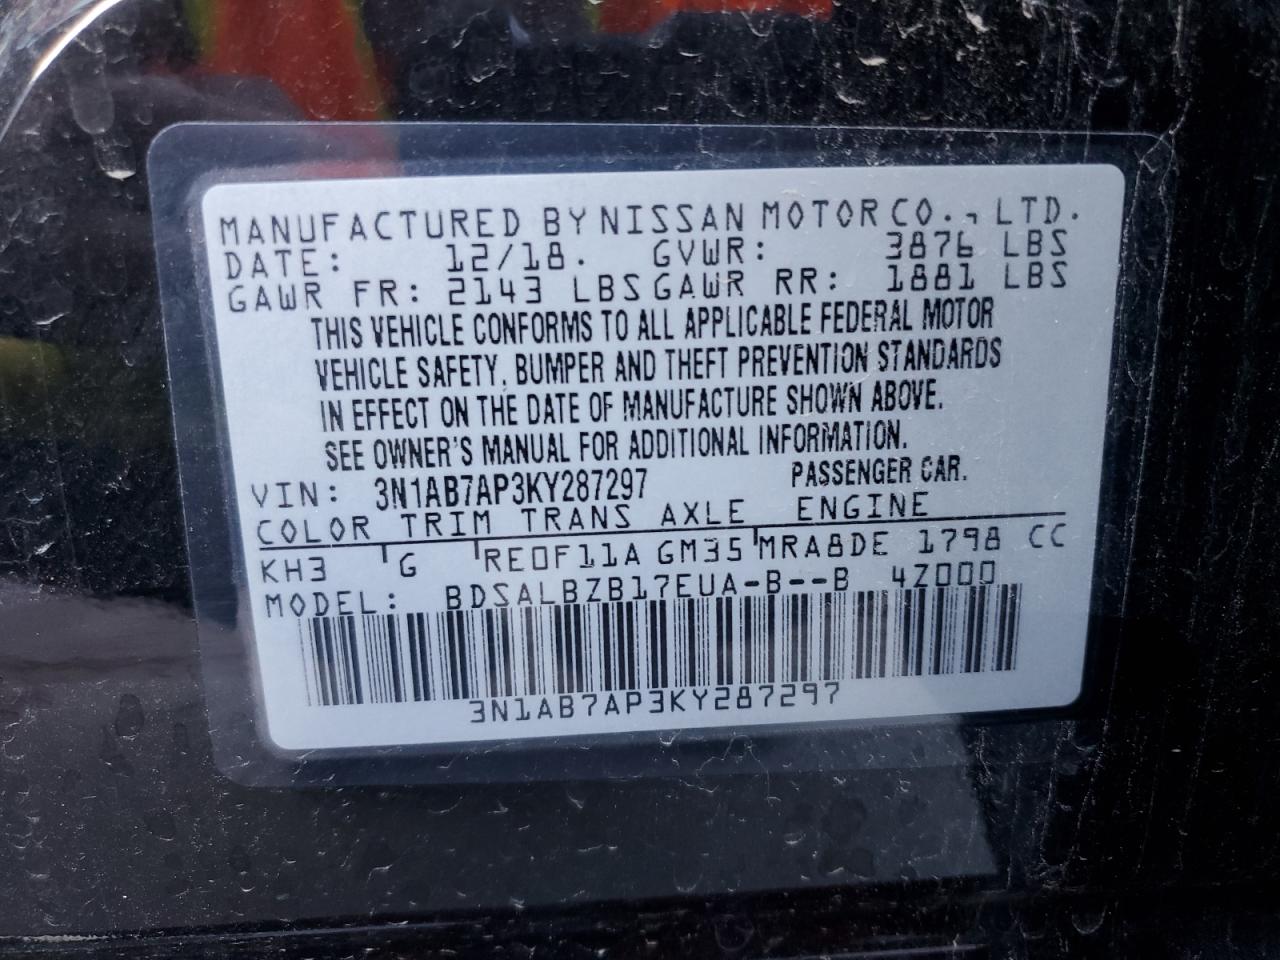 MANUFACTURED BY NISSAN MOTOR CO., LTD.
DATE: 12/18. GVWR: 3876 LBS
GAWR FR: 2143 LBS GAWR RR: 1881 LBS
THIS VEHICLE CONFORMS TO ALL APPLICABLE FEDERAL MOTOR
VEHICLE SAFETY, BUMPER AND THEFT PREVENTION STANDARDS
IN EFFECT ON THE DATE OF MANUFACTURE SHOWN ABOVE.
SEE OWNER'S MANUAL FOR ADDITIONAL INFORMATION.
VIN: 3N1AB7AP3KY287297 PASSENGER CAR.
COLOR TRIM TRANS AXLE ENGINE
KH3 G RE0F11A GM35 MRA8DE 1798 CC
MODEL: BDSALBZB17EUA-B--B 4Z000
3N1AB7AP3KY287297